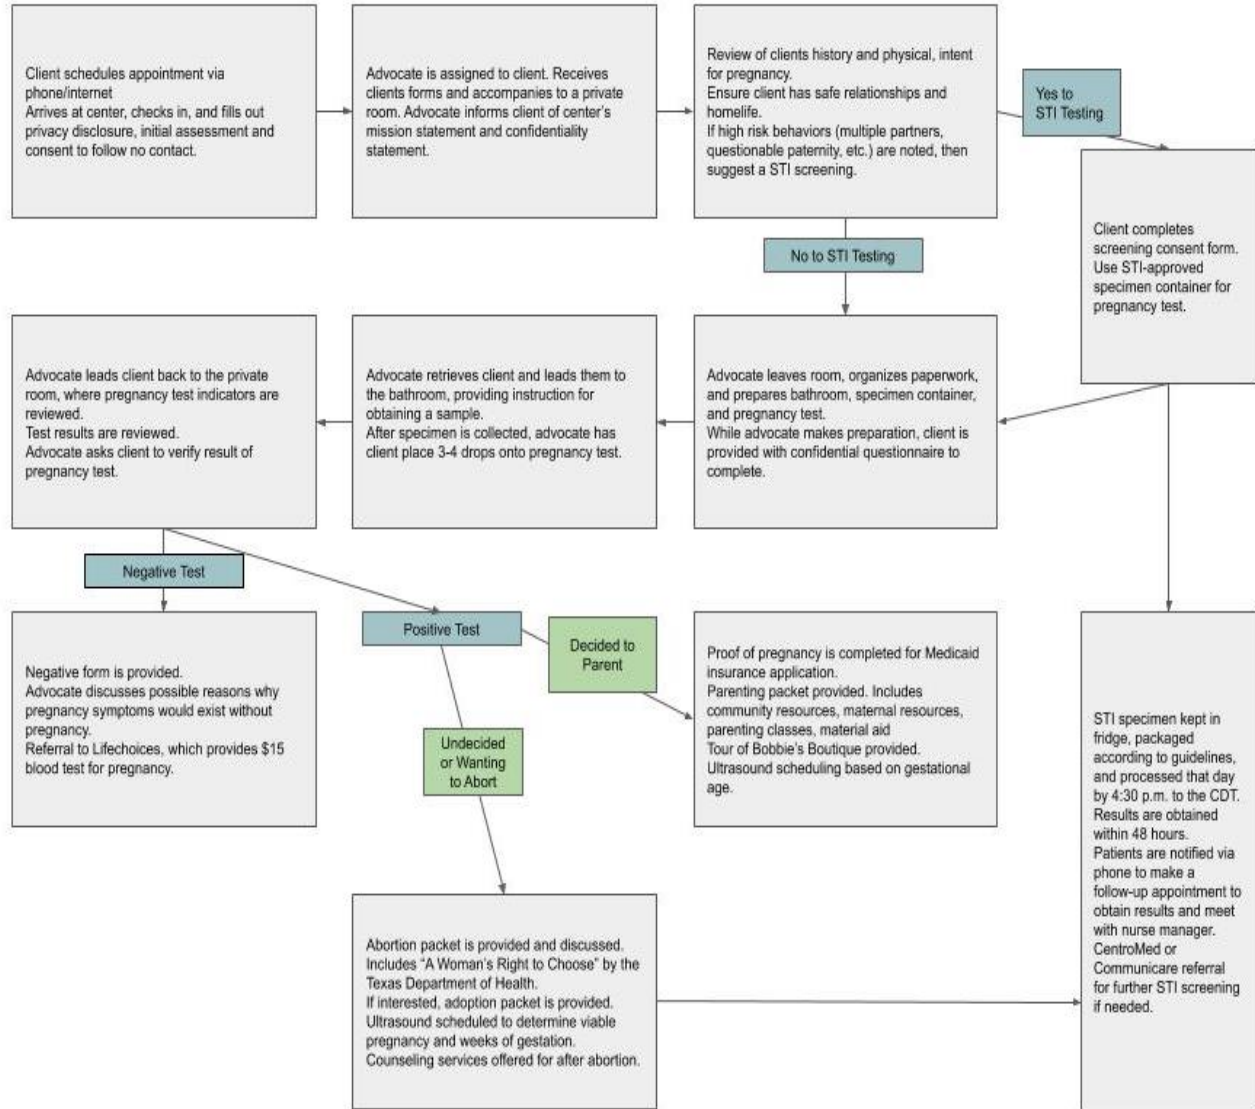 Client schedules appointment via
phone/internet
Arrives at center, checks in, and fills out
privacy disclosure, initial assessment and
consent to follow no contact.
Advocate is assigned to client. Receives
clients forms and accompanies to a private
room. Advocate informs client of center's
mission statement and confidentiality
statement.
Review of clients history and physical, intent
for pregnancy.
Ensure client has safe relationships and
homelife.
If high risk behaviors (multiple partners,
questionable paternity, etc.) are noted, then
suggest a STI screening.
Yes to
STI Testing
No to STI Testing
Client completes
screening consent form.
Use STI-approved
specimen container for
pregnancy test.
Advocate leads client back to the private
room, where pregnancy test indicators are
reviewed.
Test results are reviewed.
Advocate asks client to verify result of
pregnancy test.
Advocate retrieves client and leads them to
the bathroom, providing instruction for
obtaining a sample.
After specimen is collected, advocate has
client place 3-4 drops onto pregnancy test.
Advocate leaves room, organizes paperwork,
and prepares bathroom, specimen container,
and pregnancy test.
While advocate makes preparation, client is
provided with confidential questionnaire to
complete.
Negative Test
Positive Test
Decided to
Parent
Undecided
or Wanting
to Abort
Negative form is provided.
Advocate discusses possible reasons why
pregnancy symptoms would exist without
pregnancy.
Referral to Lifechoices, which provides $15
blood test for pregnancy.
Proof of pregnancy is completed for Medicaid
insurance application.
Parenting packet provided. Includes
community resources, maternal resources,
parenting classes, material aid
Tour of Bobbie's Boutique provided.
Ultrasound scheduling based on gestational
age.
STI specimen kept in
fridge, packaged
according to guidelines,
and processed that day
by 4:30 p.m. to the CDT.
Results are obtained
within 48 hours.
Patients are notified via
phone to make a
follow-up appointment to
obtain results and meet
with nurse manager.
CentroMed or
Communicare referral
for further STI screening
if needed.
Abortion packet is provided and discussed.
Includes “A Woman's Right to Choose” by the
Texas Department of Health.
If interested, adoption packet is provided.
Ultrasound scheduled to determine viable
pregnancy and weeks of gestation.
Counseling services offered for after abortion.